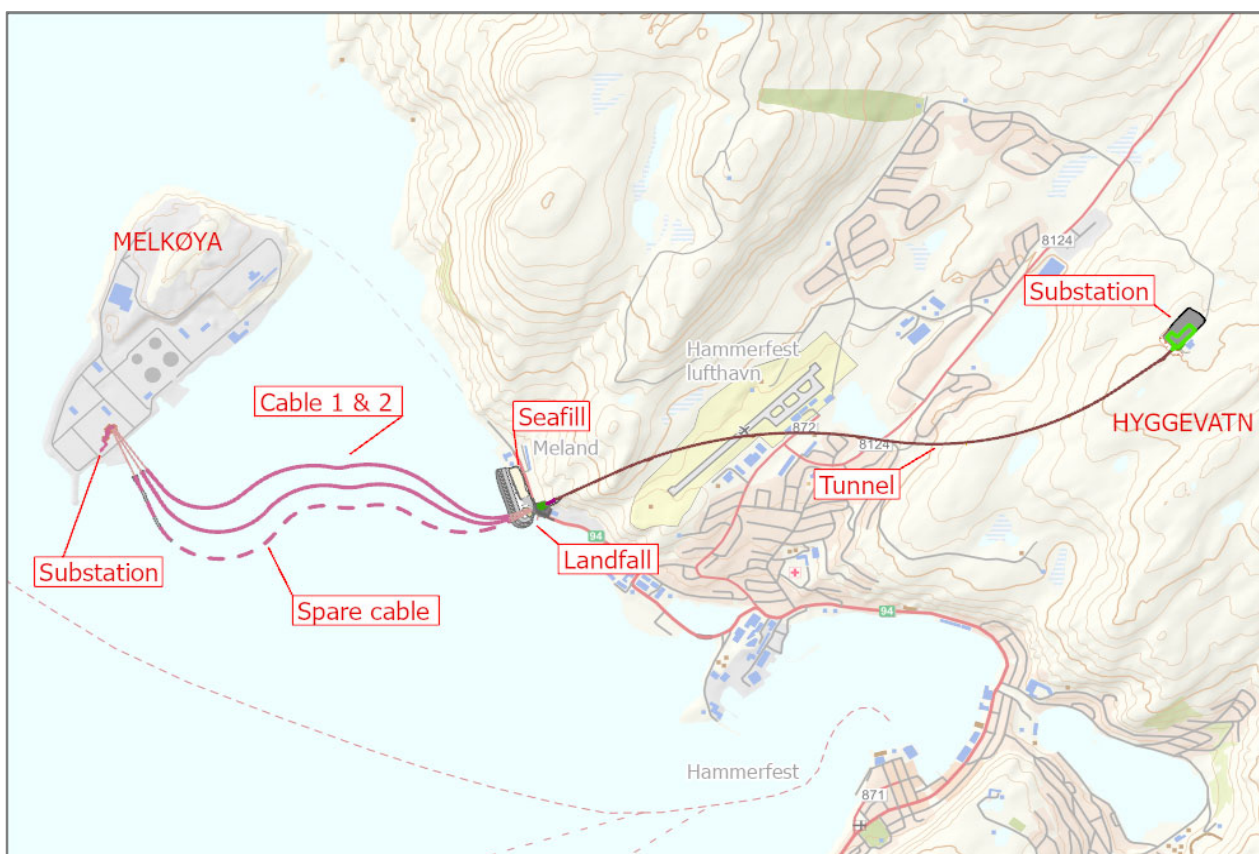 MELKØYA
8124
Substation
Hammerfest
lufthavn
Cable 1 & 2
Seafill
Meland
872
8124
HYGGEVATN
Tunnel
94
Landfall
Substation
Spare cable
94
Hammerfest
871